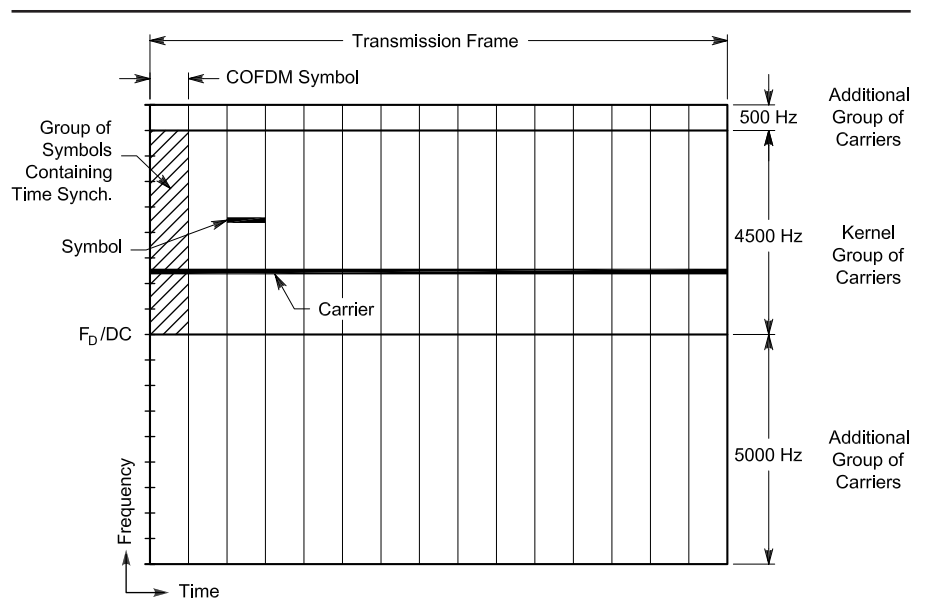 Transmission Frame
COFDM Symbol
Group of
Symbols
Containing
Time Synch.
Symbol
Carrier
F_D/DC
500 Hz
Additional
Group of
Carriers
4500 Hz
Kernel
Group of
Carriers
5000 Hz
Additional
Group of
Carriers
Frequency
Time